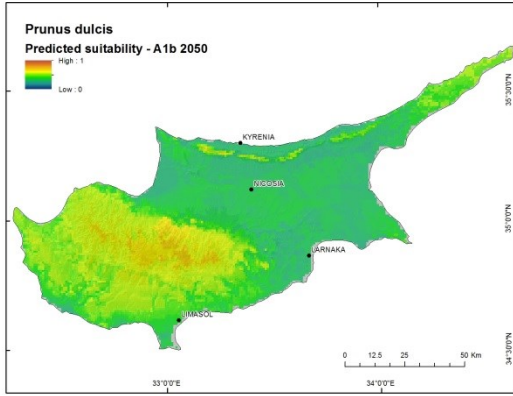 Prunus dulcis
Predicted suitability - A1b 2050
High : 1
Low : 0
KYRENIA
NICOSIA
LARNAKA
LIMASOL
35°30'0"N
35°0'0"N
34°30'0"N
0 12.5 25 50 Km
33°0'0"E 34°0'0"E